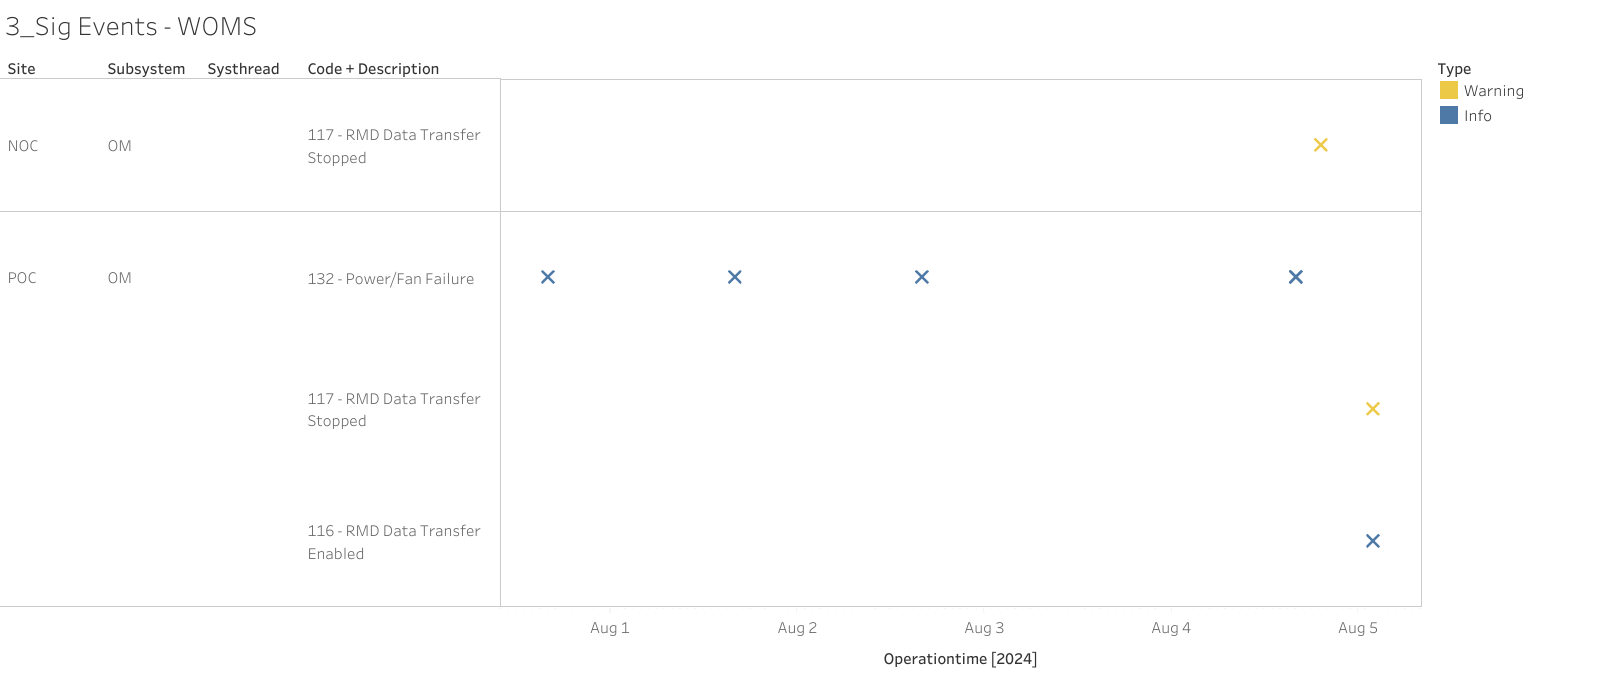 3_Sig Events - WOMS
Site Subsystem Systhread Code + Description
Type
Warning
Info
NOC OM 117 - RMD Data Transfer
Stopped
POC OM 132 - Power/Fan Failure
117 - RMD Data Transfer
Stopped
116 - RMD Data Transfer
Enabled
Aug 1 Aug 2 Aug 3 Aug 4 Aug 5
Operationtime [2024]